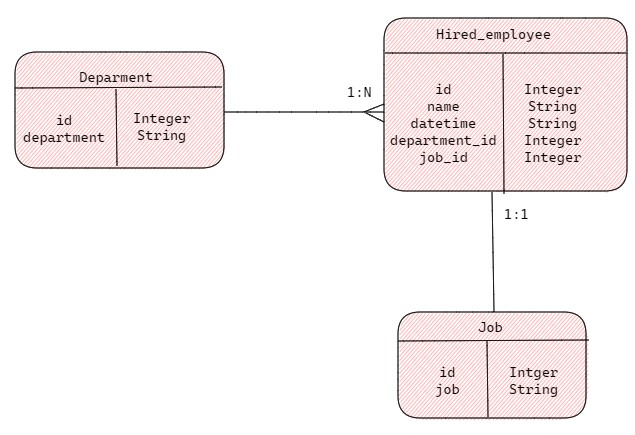 Deparment
id Integer
department String
1:N
Hired_employee
id Integer
name String
datetime String
department_id Integer
job_id Integer
1:1
Job
id Intger
job String